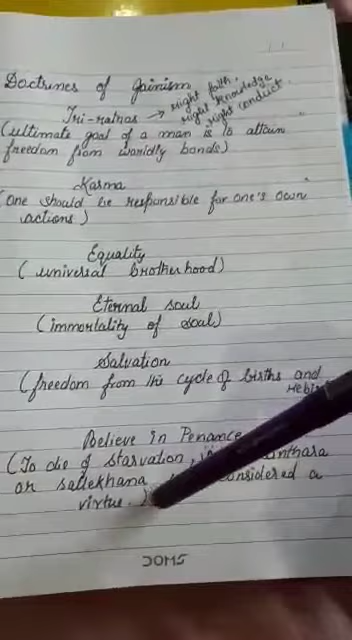 Doctrines of Jainism
Tri-ratnas → right faith.
right knowledge
right conduct.
(ultimate goal of a man is to attain
freedom from worldly bonds)
Karma
(one should be responsible for one's own
actions)
Equality
(universal brotherhood)
Eternal soul
(immortality of soul)
Salvation
(freedom from the cycle of births and
Believe in Penance
(To die of starvation,
or sallekhana considered a
virtue.)
DOMS